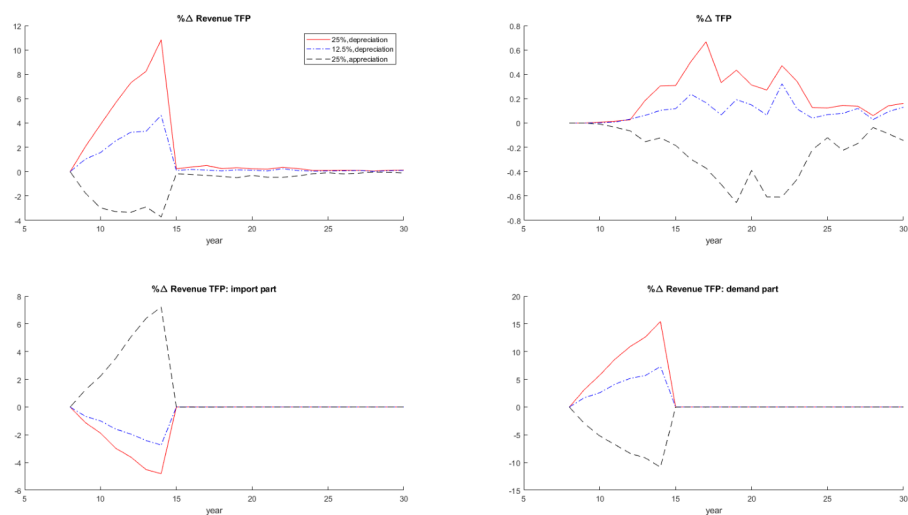 %Δ Revenue TFP
12
10
8
6
4
2
0
-2
-4
5 10 15 20 25 30
year
25%,depreciation
12.5%,depreciation
25%,appreciation
%Δ TFP
0.8
0.6
0.4
0.2
0.0
-0.2
-0.4
-0.6
-0.8
5 10 15 20 25 30
year
%Δ Revenue TFP: import part
8
6
4
2
0
-2
-4
-6
5 10 15 20 25 30
year
%Δ Revenue TFP: demand part
20
15
10
5
0
-5
-10
-15
5 10 15 20 25 30
year